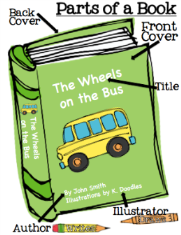 Parts of a Book
Back
Cover
Front
Cover
The Wheels
on the Bus
Title
The Wheels
on the Bus
By John Smith
Illustrations by K. Doodles
Illustrator
Author
Writer